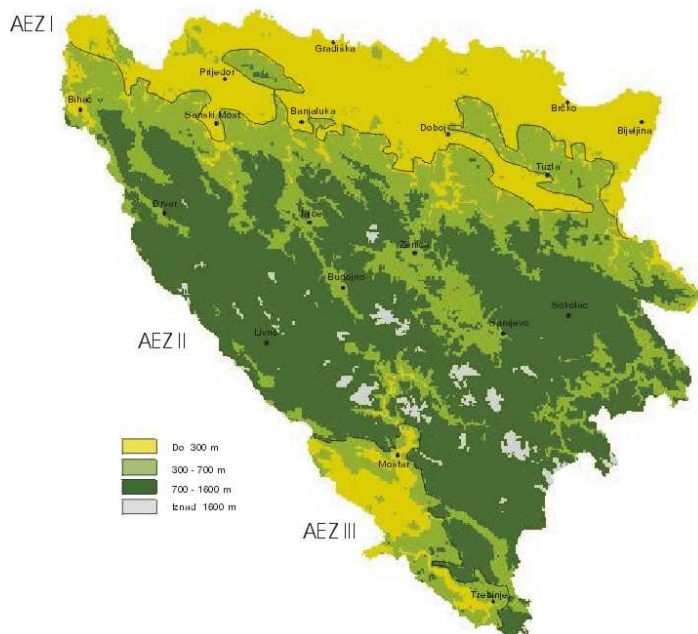 AEZ I
Gradiška
Prijedor
Bihać
Sanski Most
Banjaluka
Brčko
Doboj
Bijeljina
Tuzla
Drvar
Jajce
Zenica
Bugojno
Sokolac
Sarajevo
Livno
AEZ II
Do 300 m
300 - 700 m
700 - 1600 m
Iznad 1600 m
Mostar
AEZ III
Trebinje